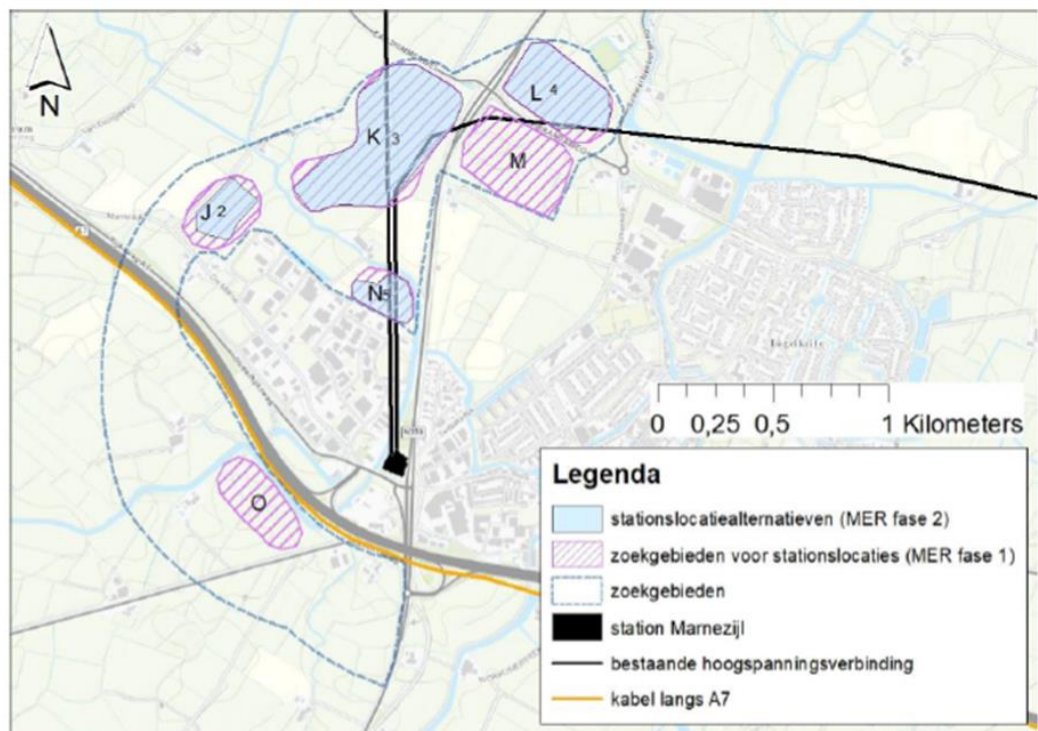 N
L 4
K 3
M
J 2
N 5
O
0 0,25 0,5 1 Kilometers
Legenda
stationslocatiealternatieven (MER fase 2)
zoekgebieden voor stationslocaties (MER fase 1)
zoekgebieden
station Marnezijl
bestaande hoogspanningsverbinding
kabel langs A7